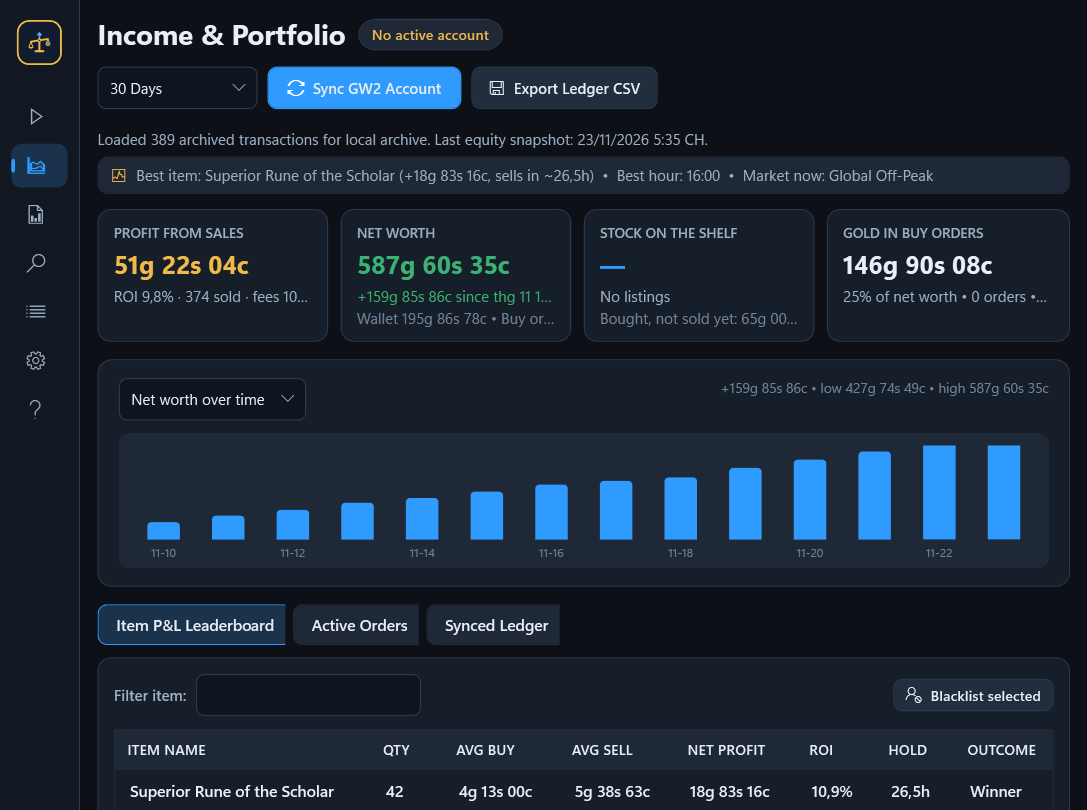 Income & Portfolio
No active account
30 Days
Sync GW2 Account
Export Ledger CSV
Loaded 389 archived transactions for local archive. Last equity snapshot: 23/11/2026 5:35 CH.
Best item: Superior Rune of the Scholar (+18g 83s 16c, sells in ~26,5h) • Best hour: 16:00 • Market now: Global Off-Peak
PROFIT FROM SALES
51g 22s 04c
ROI 9,8% · 374 sold · fees 10...
NET WORTH
587g 60s 35c
+159g 85s 86c since thg 11 1...
Wallet 195g 86s 78c • Buy or...
STOCK ON THE SHELF
—
No listings
Bought, not sold yet: 65g 00...
GOLD IN BUY ORDERS
146g 90s 08c
25% of net worth • 0 orders •...
Net worth over time
+159g 85s 86c • low 427g 74s 49c • high 587g 60s 35c
11-10 11-12 11-14 11-16 11-18 11-20 11-22
Item P&L Leaderboard
Active Orders
Synced Ledger
Filter item:
Blacklist selected
ITEM NAME QTY AVG BUY AVG SELL NET PROFIT ROI HOLD OUTCOME
Superior Rune of the Scholar 42 4g 13s 00c 5g 38s 63c 18g 83s 16c 10,9% 26,5h Winner